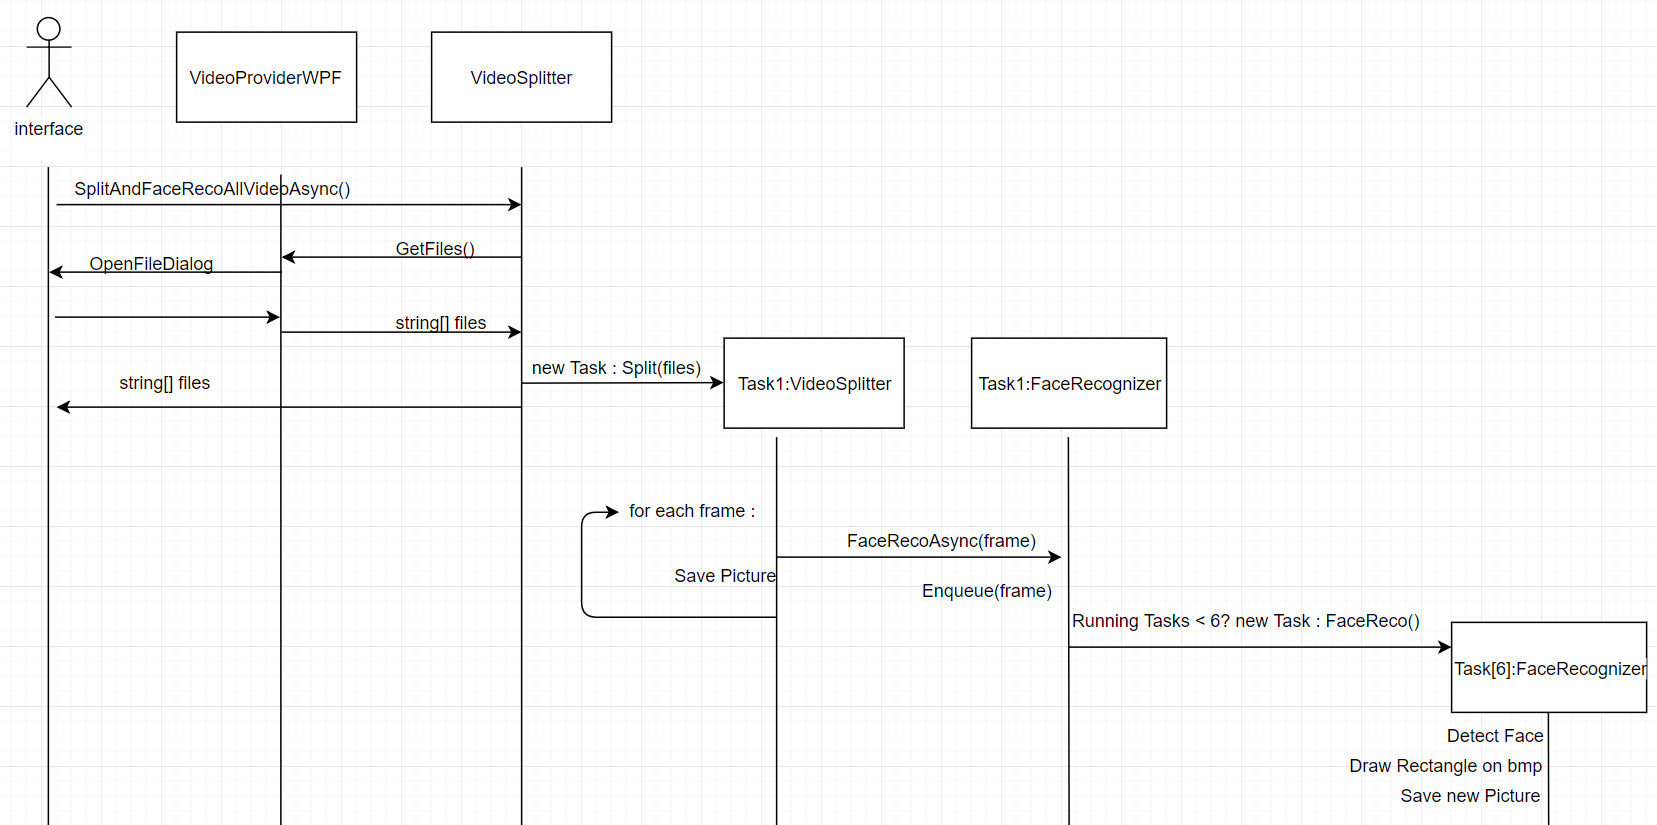 VideoProviderWPF
VideoSplitter
interface
SplitAndFaceRecoAllVideoAsync()
GetFiles()
OpenFileDialog
string[] files
new Task : Split(files)
string[] files
Task1:VideoSplitter
Task1:FaceRecognizer
for each frame :
FaceRecoAsync(frame)
Save Picture
Enqueue(frame)
Running Tasks < 6? new Task : FaceReco()
Task[6]:FaceRecognizer
Detect Face
Draw Rectangle on bmp
Save new Picture